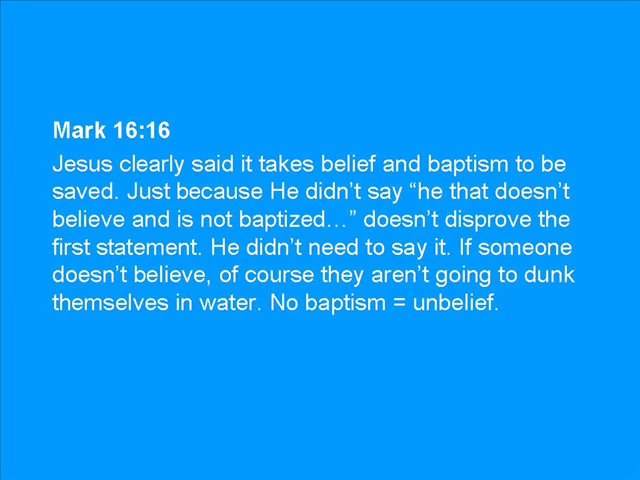 Mark 16:16
Jesus clearly said it takes belief and baptism to be
saved. Just because He didn’t say “he that doesn’t
believe and is not baptized…” doesn’t disprove the
first statement. He didn’t need to say it. If someone
doesn’t believe, of course they aren’t going to dunk
themselves in water. No baptism = unbelief.